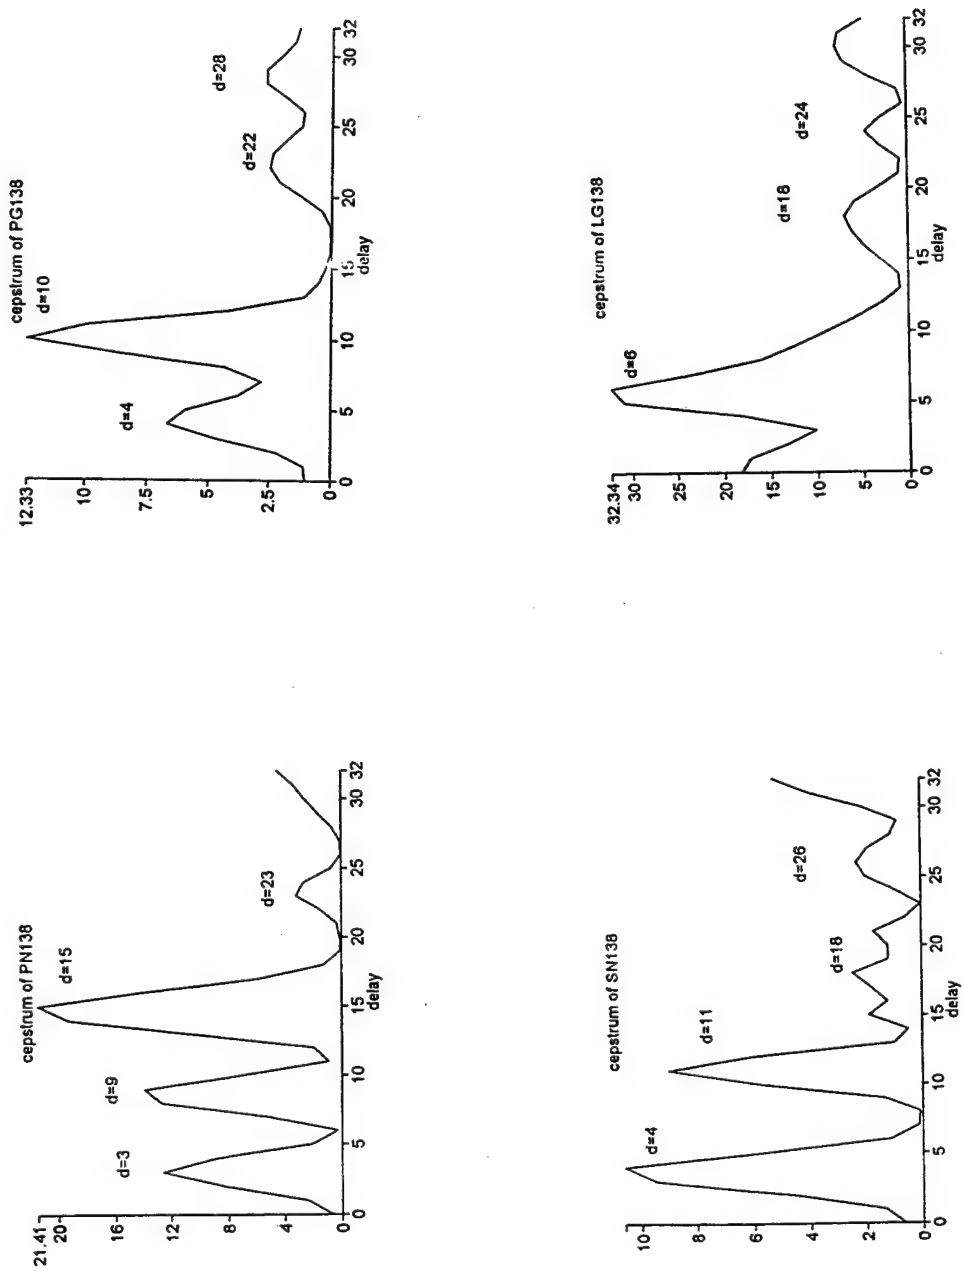 cepstrum of PN138
21.41
20
16
12
8
4
0
d=3
d=9
d=15
d=23
0
5
10
15
20
25
30
32
delay
cepstrum of PG138
12.33
10
7.5
5
2.5
0
d=4
d=10
d=22
d=28
0
5
10
15
20
25
30
32
delay
cepstrum of SN138
10
8
6
4
2
0
d=4
d=11
d=18
d=26
0
5
10
15
20
25
30
32
delay
cepstrum of LG138
32.34
30
25
20
15
10
5
0
d=6
d=18
d=24
0
5
10
15
20
25
30
32
delay